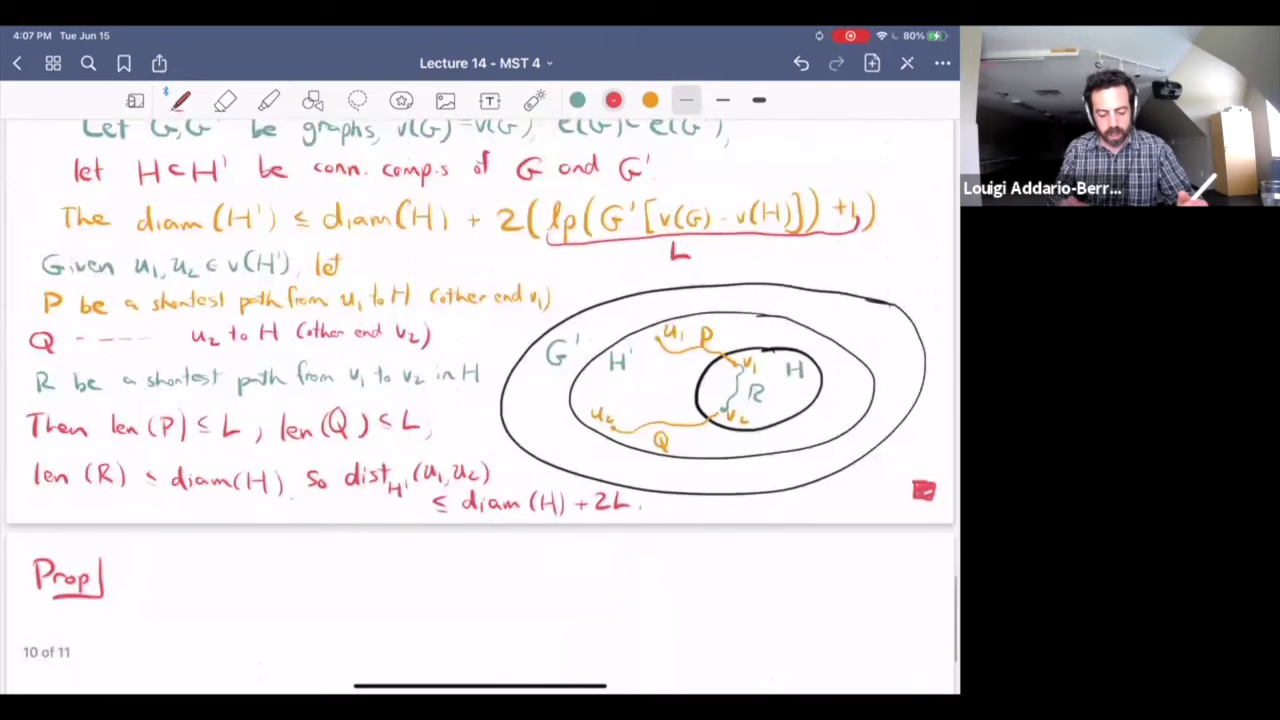 4:07 PM Tue Jun 15
80%
Lecture 14 - MST 4
Let G, G' be graphs, v(G) = v(G'), e(G) ⊂ e(G'),
let H ⊂ H' be conn. comp.s of G and G'.
The diam(H') ≤ diam(H) + 2(lp(G'[v(G) - v(H)]) + 1)
L
Given u₁, u₂ ∈ v(H'), let
P be a shortest path from u₁ to H (other end v₁)
Q - - - - u₂ to H (other end v₂)
R be a shortest path from v₁ to v₂ in H
Then len(P) ≤ L, len(Q) ≤ L,
len(R) ≤ diam(H). So dist_H'(u₁, u₂)
≤ diam(H) + 2L.
G'
H'
H
u₁
P
v₁
R
u₂
v₂
Q
Prop
10 of 11
Louigi Addario-Berr...